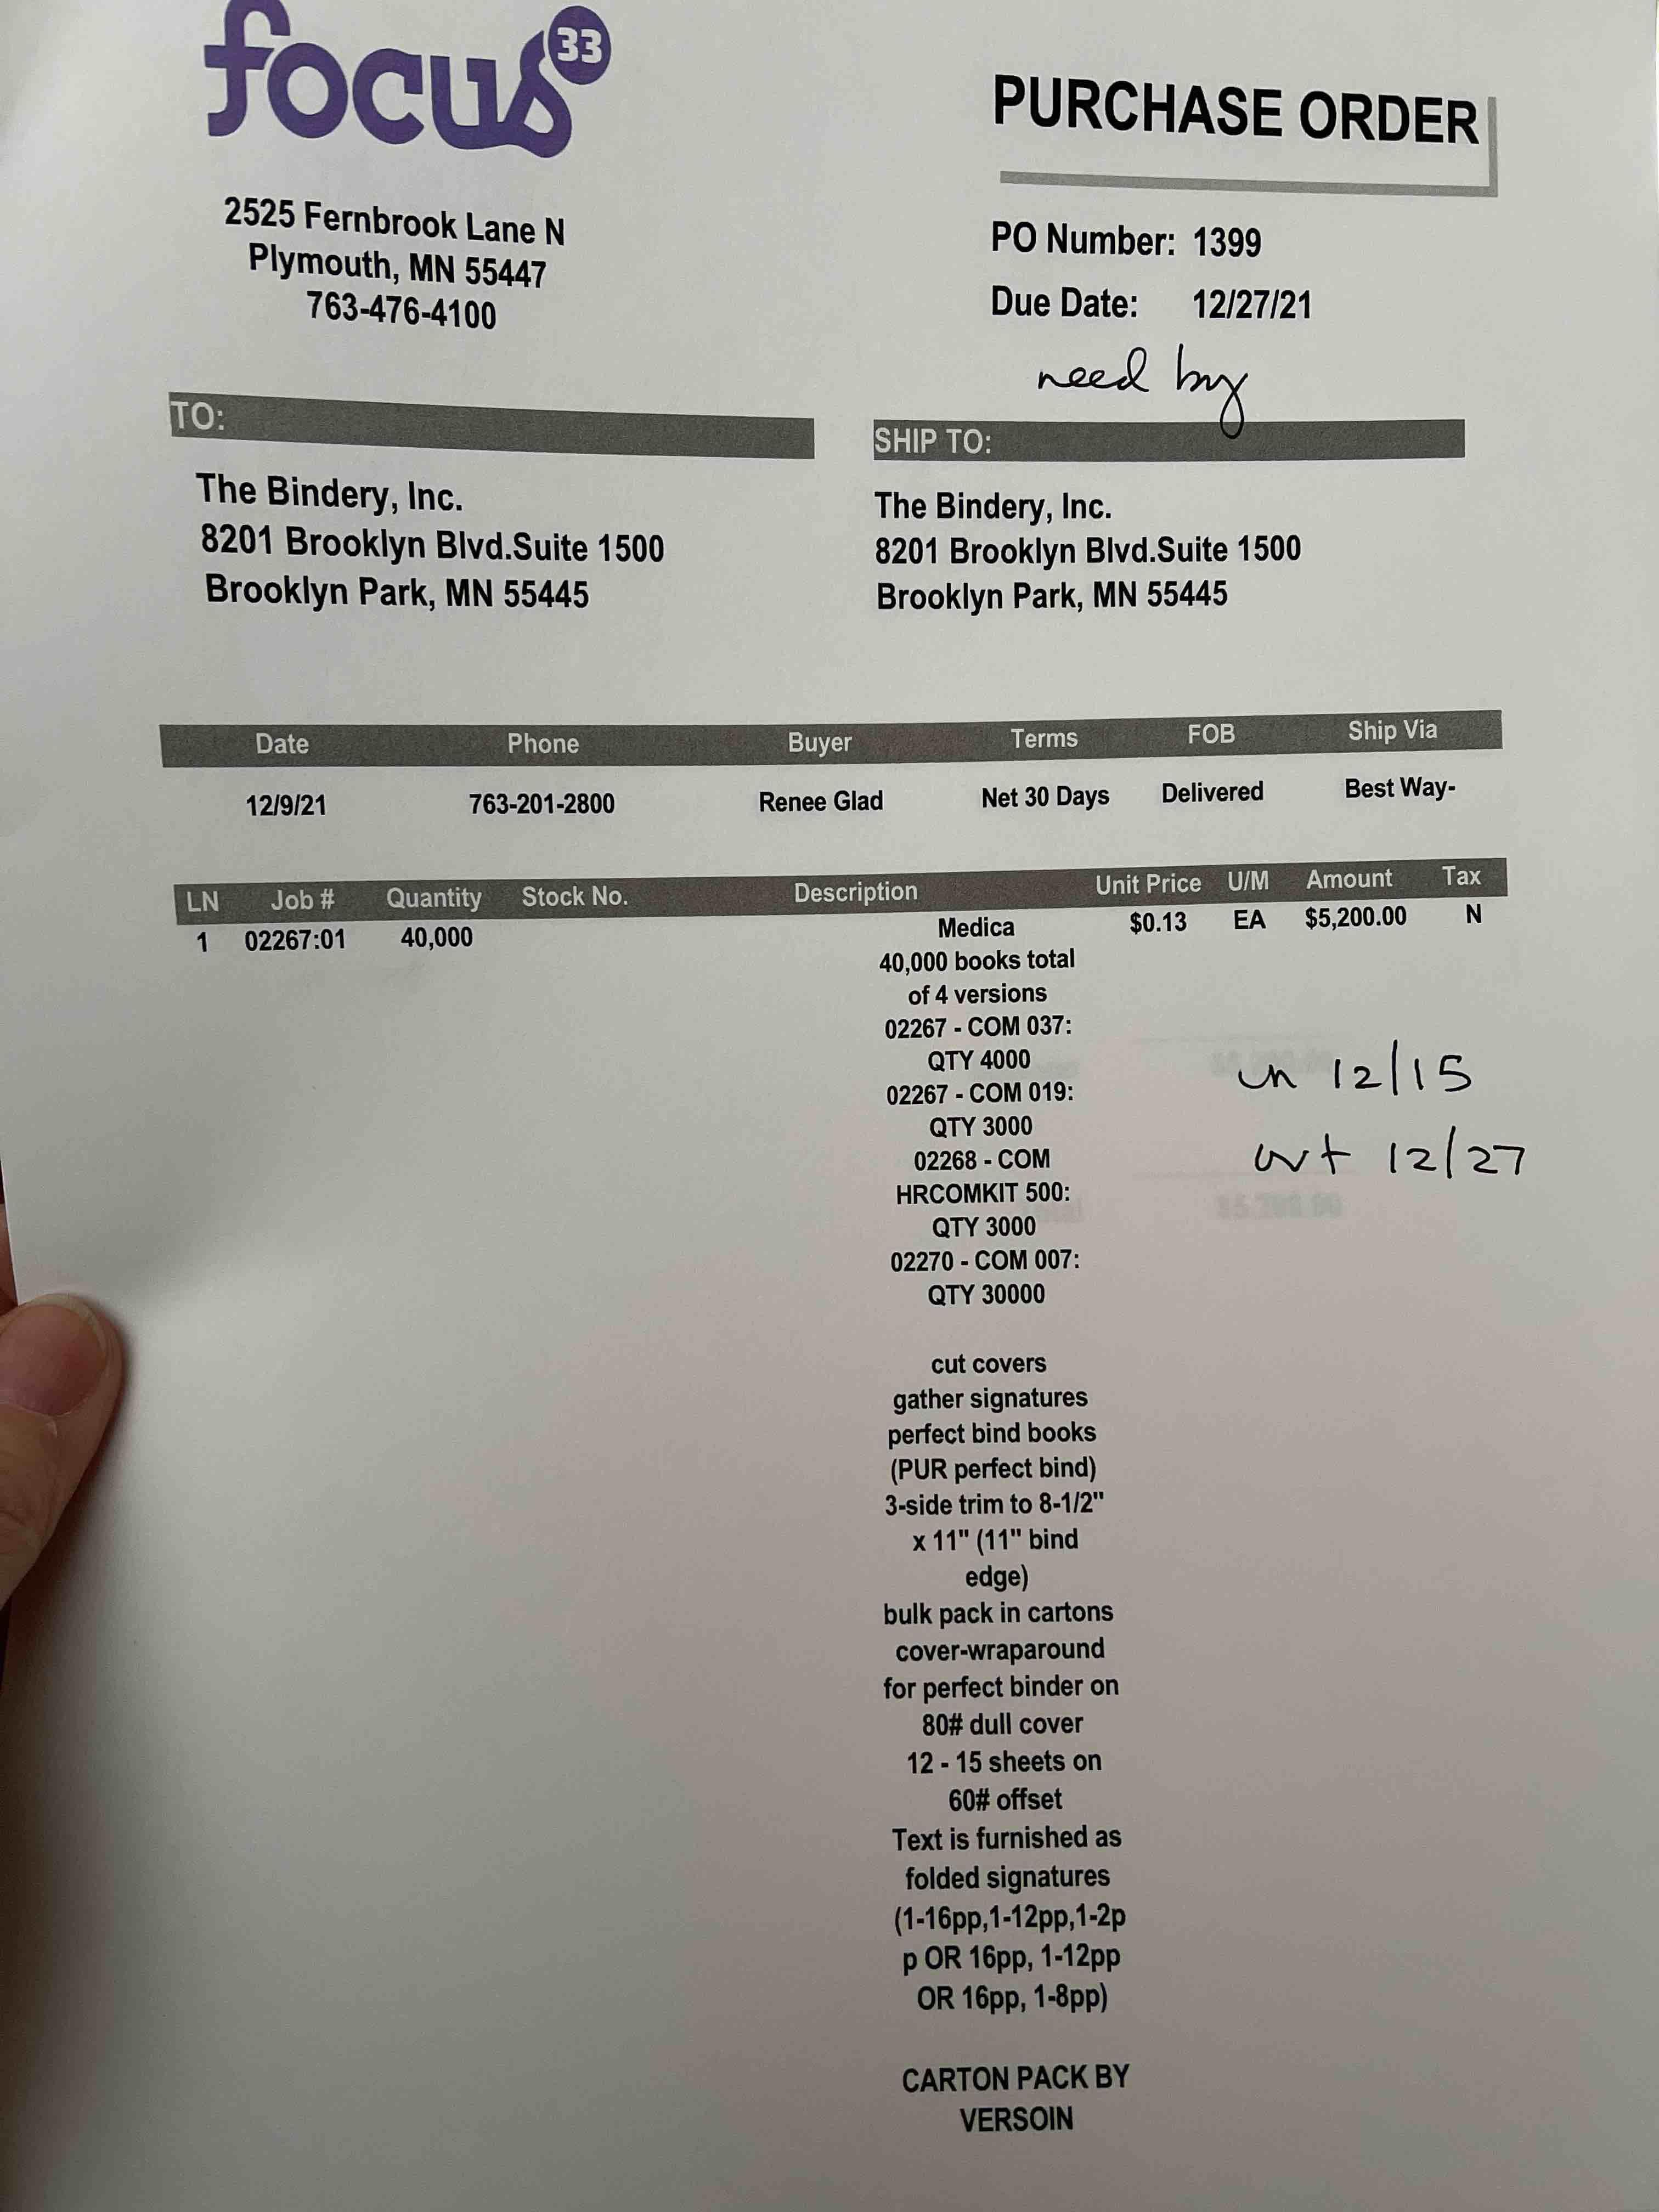 focus 33
PURCHASE ORDER
2525 Fernbrook Lane N
Plymouth, MN 55447
763-476-4100
PO Number: 1399
Due Date: 12/27/21
need by
TO:
The Bindery, Inc.
8201 Brooklyn Blvd.Suite 1500
Brooklyn Park, MN 55445
SHIP TO:
The Bindery, Inc.
8201 Brooklyn Blvd.Suite 1500
Brooklyn Park, MN 55445
Date Phone Buyer Terms FOB Ship Via
12/9/21 763-201-2800 Renee Glad Net 30 Days Delivered Best Way-
LN Job # Quantity Stock No. Description Unit Price U/M Amount Tax
1 02267:01 40,000 Medica $0.13 EA $5,200.00 N
40,000 books total
of 4 versions
02267 - COM 037:
QTY 4000
02267 - COM 019:
QTY 3000
02268 - COM
HRCOMKIT 500:
QTY 3000
02270 - COM 007:
QTY 30000
in 12/15
out 12/27
cut covers
gather signatures
perfect bind books
(PUR perfect bind)
3-side trim to 8-1/2"
x 11" (11" bind
edge)
bulk pack in cartons
cover-wraparound
for perfect binder on
80# dull cover
12 - 15 sheets on
60# offset
Text is furnished as
folded signatures
(1-16pp,1-12pp,1-2p
p OR 16pp, 1-12pp
OR 16pp, 1-8pp)
CARTON PACK BY
VERSOIN